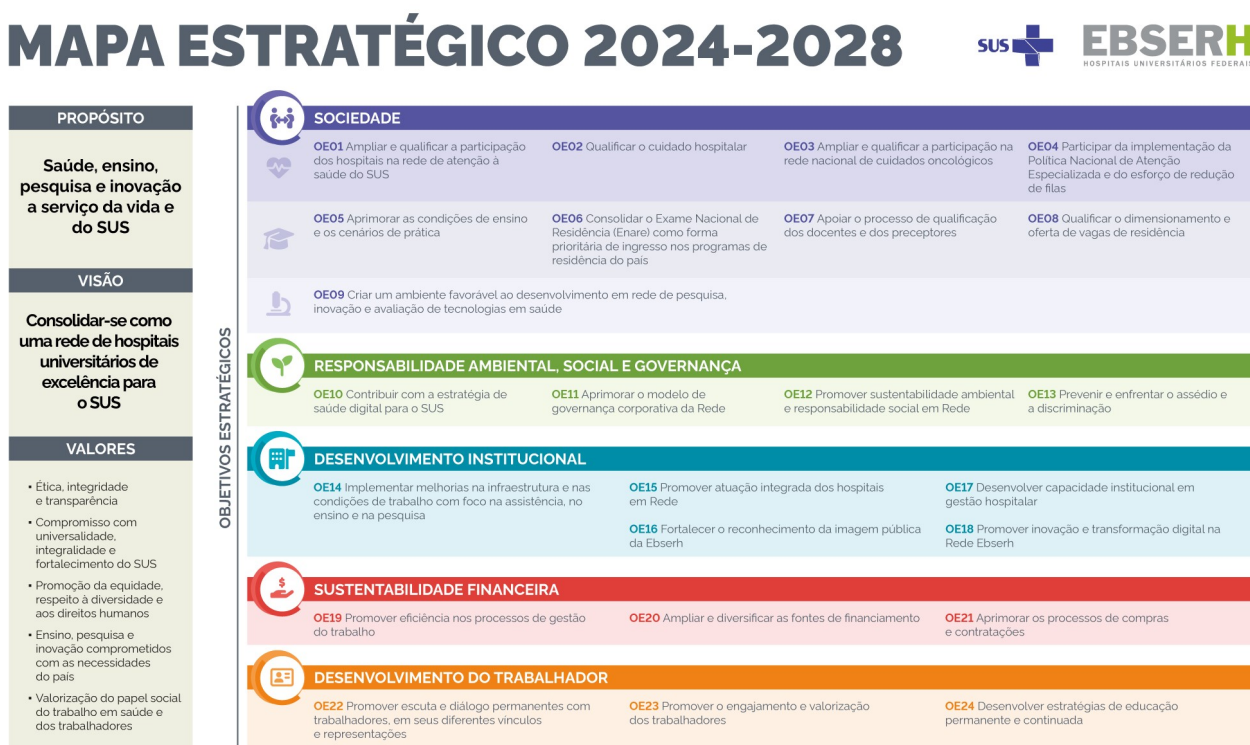 MAPA ESTRATÉGICO 2024-2028
SUS
EBSERH
HOSPITAIS UNIVERSITÁRIOS FEDERAIS
PROPÓSITO
Saúde, ensino,
pesquisa e inovação
a serviço da vida e
do SUS
VISÃO
Consolidar-se como
uma rede de hospitais
universitários de
excelência para
o SUS
VALORES
• Ética, integridade
e transparência
• Compromisso com
universalidade,
integralidade e
fortalecimento do SUS
• Promoção da equidade,
respeito à diversidade e
aos direitos humanos
• Ensino, pesquisa e
inovação comprometidos
com as necessidades
do país
• Valorização do papel social
do trabalho em saúde e
dos trabalhadores
OBJETIVOS ESTRATÉGICOS
SOCIEDADE
OE01 Ampliar e qualificar a participação
dos hospitais na rede de atenção à
saúde do SUS
OE02 Qualificar o cuidado hospitalar
OE03 Ampliar e qualificar a participação na
rede nacional de cuidados oncológicos
OE04 Participar da implementação da
Política Nacional de Atenção
Especializada e do esforço de redução
de filas
OE05 Aprimorar as condições de ensino
e os cenários de prática
OE06 Consolidar o Exame Nacional de
Residência (Enare) como forma
prioritária de ingresso nos programas de
residência do país
OE07 Apoiar o processo de qualificação
dos docentes e dos preceptores
OE08 Qualificar o dimensionamento e
oferta de vagas de residência
OE09 Criar um ambiente favorável ao desenvolvimento em rede de pesquisa,
inovação e avaliação de tecnologias em saúde
RESPONSABILIDADE AMBIENTAL, SOCIAL E GOVERNANÇA
OE10 Contribuir com a estratégia de
saúde digital para o SUS
OE11 Aprimorar o modelo de
governança corporativa da Rede
OE12 Promover sustentabilidade ambiental
e responsabilidade social em Rede
OE13 Prevenir e enfrentar o assédio e
a discriminação
DESENVOLVIMENTO INSTITUCIONAL
OE14 Implementar melhorias na infraestrutura e nas
condições de trabalho com foco na assistência, no
ensino e na pesquisa
OE15 Promover atuação integrada dos hospitais
em Rede
OE16 Fortalecer o reconhecimento da imagem pública
da Ebserh
OE17 Desenvolver capacidade institucional em
gestão hospitalar
OE18 Promover inovação e transformação digital na
Rede Ebserh
$
SUSTENTABILIDADE FINANCEIRA
OE19 Promover eficiência nos processos de gestão
do trabalho
OE20 Ampliar e diversificar as fontes de financiamento
OE21 Aprimorar os processos de compras
e contratações
DESENVOLVIMENTO DO TRABALHADOR
OE22 Promover escuta e diálogo permanentes com
trabalhadores, em seus diferentes vínculos
e representações
OE23 Promover o engajamento e valorização
dos trabalhadores
OE24 Desenvolver estratégias de educação
permanente e continuada